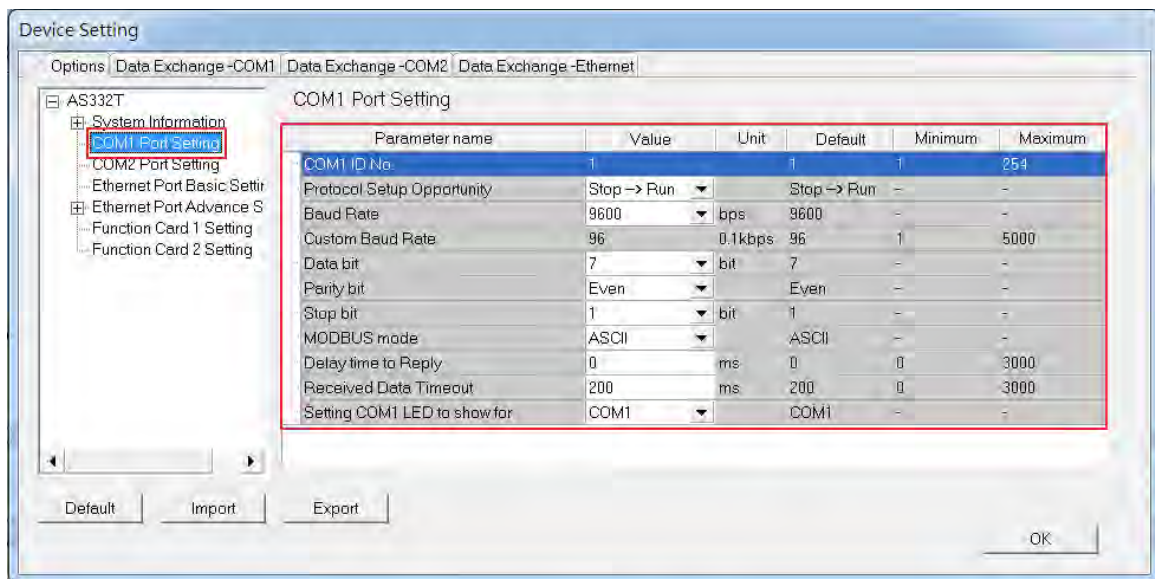 Device Setting
Options Data Exchange -COM1 Data Exchange -COM2 Data Exchange -Ethernet
AS332T
System Information
COM1 Port Setting
COM2 Port Setting
Ethernet Port Basic Settir
Ethernet Port Advance S
Function Card 1 Setting
Function Card 2 Setting
COM1 Port Setting
Parameter name Value Unit Default Minimum Maximum
COM1 ID No. 1 1 1 254
Protocol Setup Opportunity Stop -> Run Stop -> Run - -
Baud Rate 9600 bps 9600 - -
Custom Baud Rate 96 0.1kbps 96 1 5000
Data bit 7 bit 7 - -
Parity bit Even Even - -
Stop bit 1 bit 1 - -
MODBUS mode ASCII ASCII - -
Delay time to Reply 0 ms 0 0 3000
Received Data Timeout 200 ms 200 0 3000
Setting COM1 LED to show for COM1 COM1 - -
Default Import Export
OK